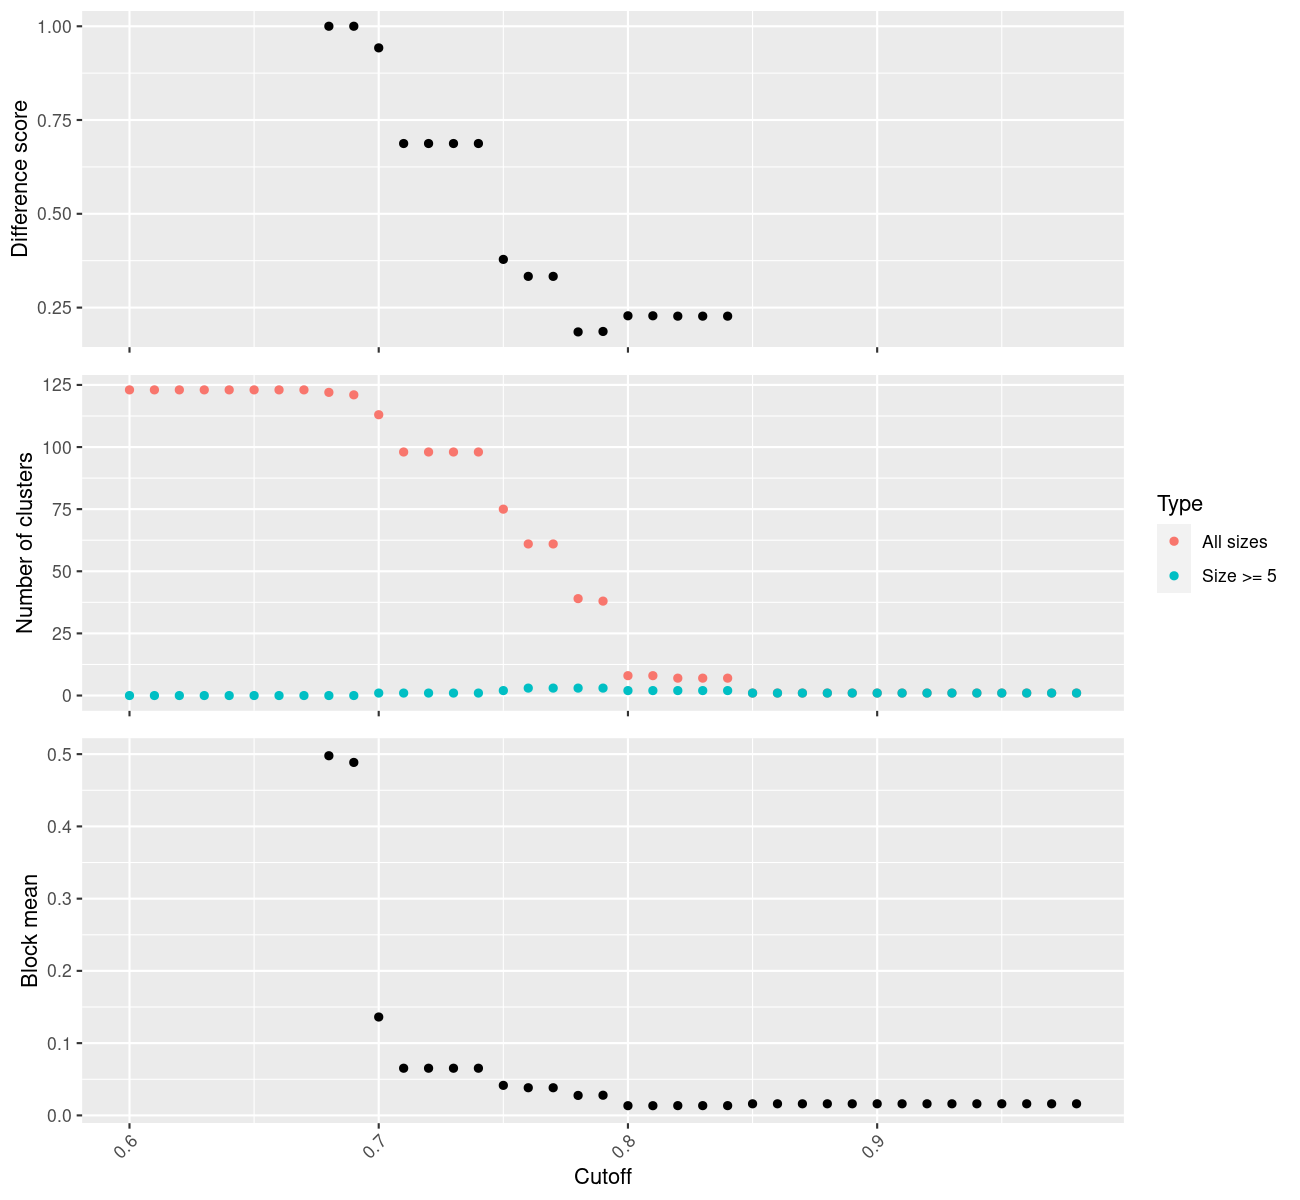 Difference score
1.00
0.75
0.50
0.25
Number of clusters
125
100
75
50
25
0
Type
All sizes
Size >= 5
Block mean
0.5
0.4
0.3
0.2
0.1
0.0
0.6
0.7
0.8
0.9
Cutoff